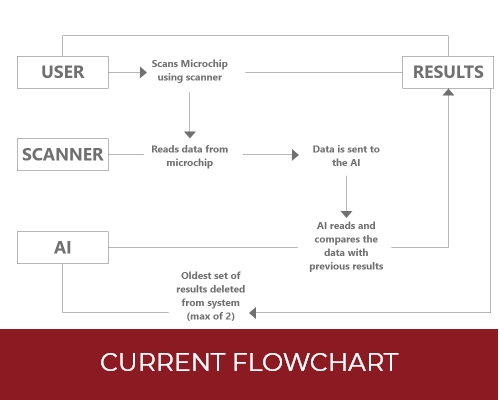 USER
Scans Microchip
using scanner
RESULTS
SCANNER
Reads data from
microchip
Data is sent to
the AI
AI
AI reads and
compares the
data with
previous results
Oldest set of
results deleted
from system
(max of 2)
CURRENT FLOWCHART